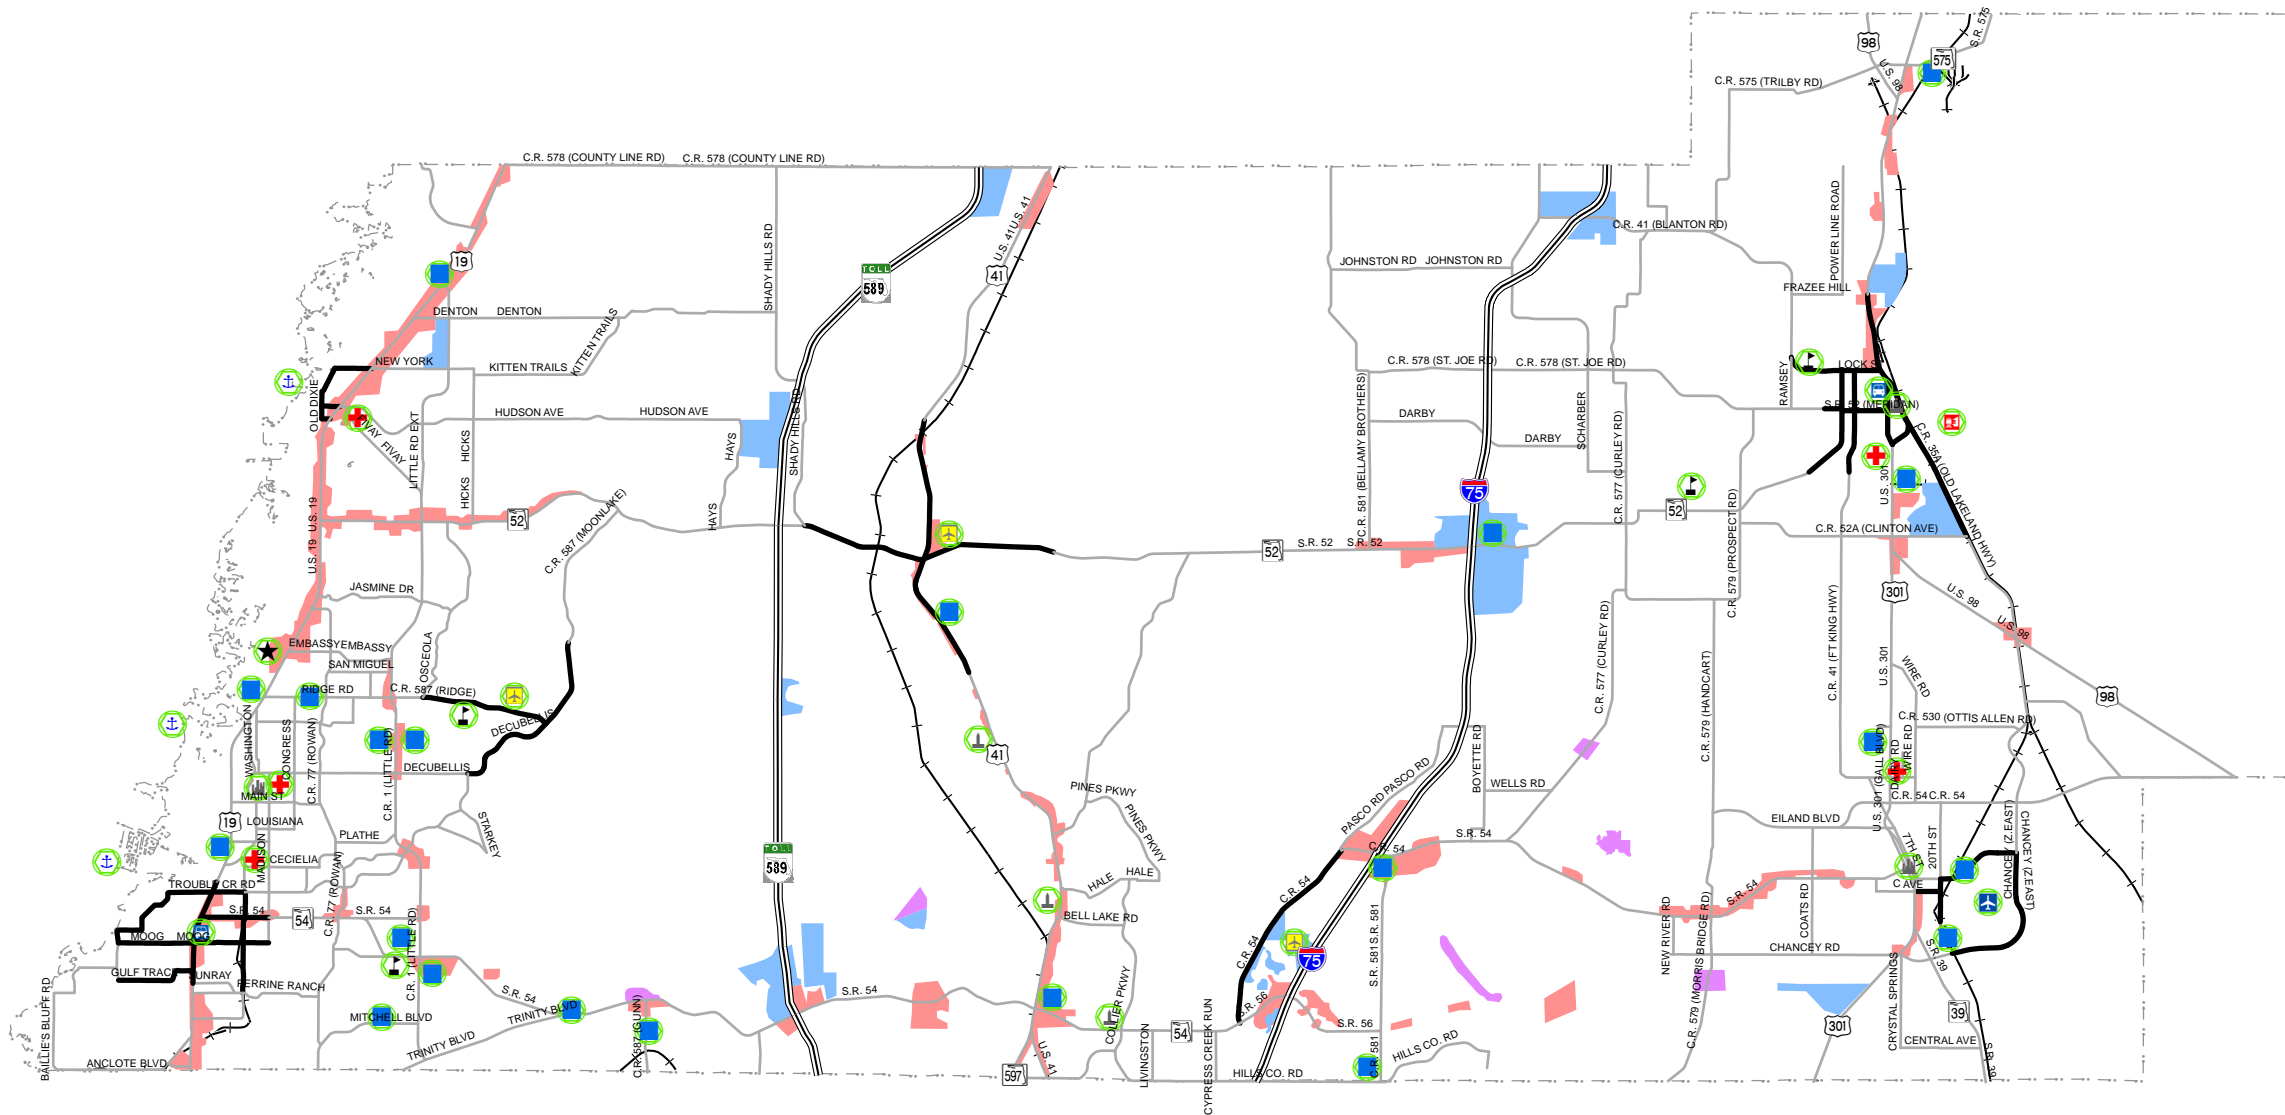 98
575
S.R. 575
U.S. 98
C.R. 575 (TRILBY RD)
C.R. 578 (COUNTY LINE RD)
C.R. 578 (COUNTY LINE RD)
POWER LINE ROAD
U.S. 41
U.S. 41
SHADY HILLS RD
C.R. 41 (BLANTON RD)
19
TOLL
589
41
JOHNSTON RD
JOHNSTON RD
FRAZEE HILL
DENTON
DENTON
KITTEN TRAILS
NEW YORK
KITTEN TRAILS
C.R. 578 (ST. JOE RD)
C.R. 578 (ST. JOE RD)
RAMSEY
LOCK S
OLD DIXIE
HUDSON AVE
HUDSON AVE
SHADY HILLS RD
C.R. 581 (BELLAMY BROTHERS)
DARBY
DARBY
SCHARBER
C.R. 577 (CURLEY RD)
S.R. 52 (MERIDIAN)
C.R. 35A (OLD LAKELAND HWY)
FIVAY
FIVAY
LITTLE RD EXT
HICKS
HICKS
HAYS
HAYS
75
U.S. 301
U.S. 19
U.S. 19
52
C.R. 587 (MOONLAKE)
52
S.R. 52
S.R. 52
52
C.R. 579 (PROSPECT RD)
C.R. 52A (CLINTON AVE)
JASMINE DR
301
U.S. 98
U.S. 98
EMBASSY
EMBASSY
SAN MIGUEL
OSCEOLA
C.R. 577 (CURLEY RD)
C.R. 577 (CURLEY RD)
C.R. 579 (HANDCART)
C.R. 41 (FT KING HWY)
U.S. 301
WIRE RD
RIDGE RD
C.R. 587 (RIDGE)
98
WASHINGTON
CONGRESS
C.R. 77 (ROWAN)
DECUBELLIS
C.R. 530 (OTTIS ALLEN RD)
WIRE RD
DAIRY RD
41
BOYETTE RD
C.R. 1 (LITTLE RD)
DECUBELLIS
PASCO RD
PASCO RD
WELLS RD
MAIN ST
PINES PKWY
PINES PKWY
U.S. 301 (GALL BLVD)
C.R. 54
C.R. 54
19
LOUISIANA
PLATHE
STARKEY
EILAND BLVD
7TH ST
20TH ST
CHANCEY (Z.EAST)
CHANCEY (Z.EAST)
MADISON
CECIELIA
TOLL
589
S.R. 54
C.R. 54
TROUBLE CR RD
HALE
HALE
C.R. 54
S.R. 54
COATS RD
C AVE
S.R. 54
54
S.R. 54
C.R. 77 (ROWAN)
BELL LAKE RD
MOOG
MOOG
C.R. 1 (LITTLE RD)
C.R. 54
75
S.R. 581
S.R. 581
NEW RIVER RD
C.R. 579 (MORRIS BRIDGE RD)
CHANCEY RD
S.R. 39
GULF TRACE
SUNRAY
PERRINE RANCH
S.R. 54
S.R. 54
COLLIER PKWY
S.R. 56
CRYSTAL SPRINGS
BAILLIE'S BLUFF RD
MITCHELL BLVD
TRINITY BLVD
C.R. 587 (GUNN)
54
S.R. 56
301
39
TRINITY BLVD
U.S. 41
LIVINGSTON
CYPRESS CREEK RUN
HILLS CO. RD
CENTRAL AVE
ANCLOTE BLVD
597
HILLS CO. RD
C.R. 581
S.R. 39